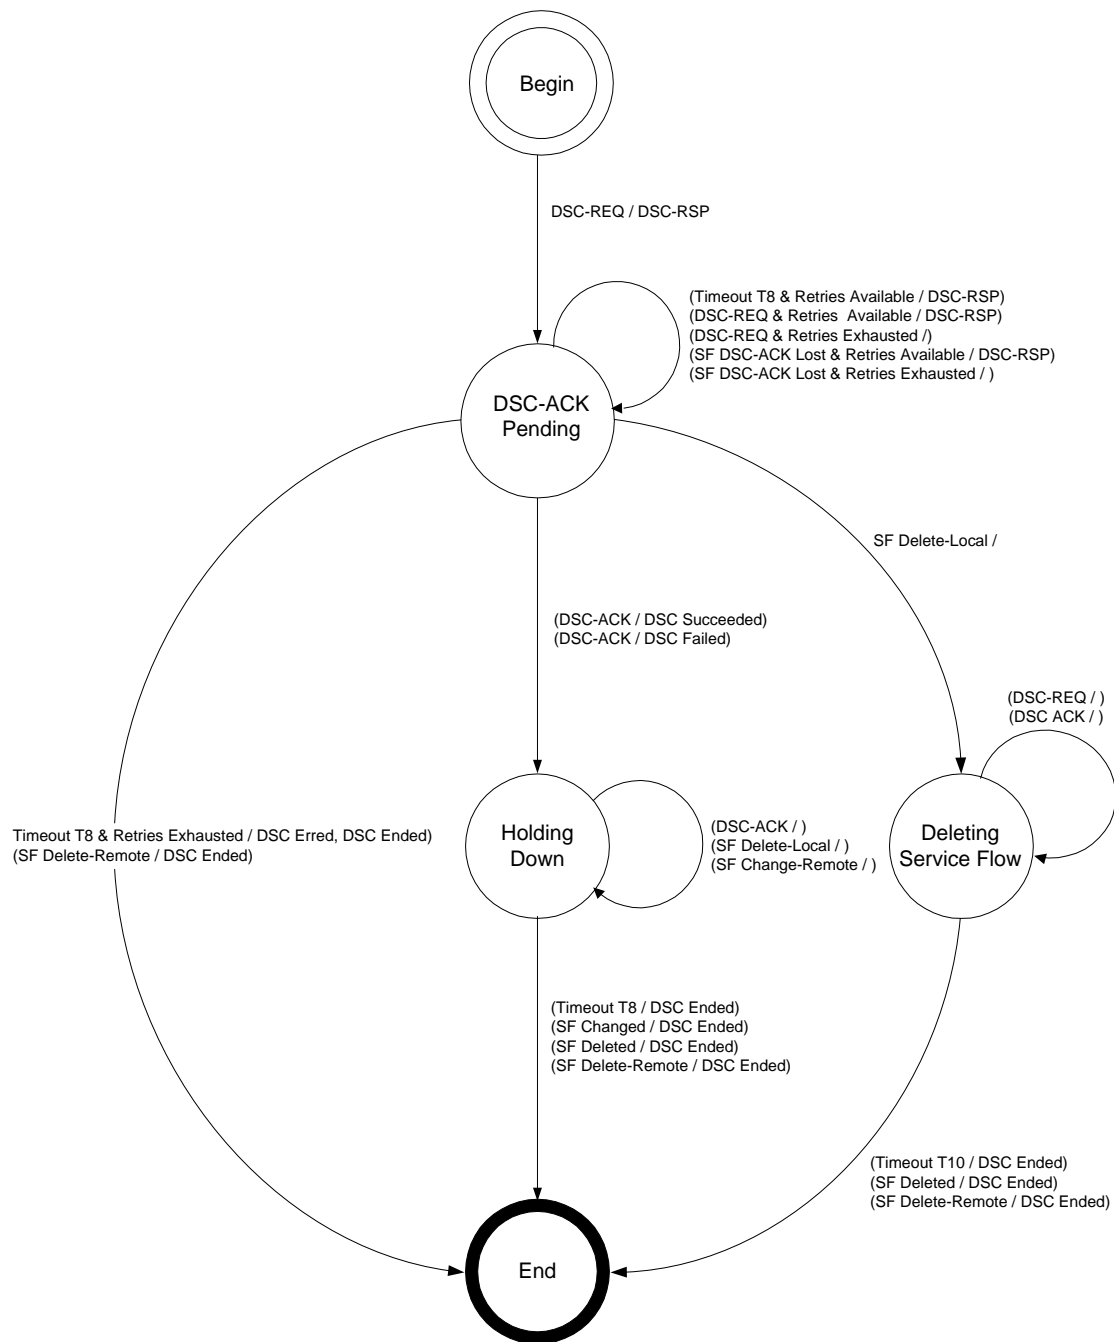 Begin
DSC-REQ / DSC-RSP
(Timeout T8 & Retries Available / DSC-RSP)
(DSC-REQ & Retries Available / DSC-RSP)
(DSC-REQ & Retries Exhausted /)
(SF DSC-ACK Lost & Retries Available / DSC-RSP)
(SF DSC-ACK Lost & Retries Exhausted / )
DSC-ACK
Pending
SF Delete-Local /
(DSC-ACK / DSC Succeeded)
(DSC-ACK / DSC Failed)
(DSC-REQ / )
(DSC ACK / )
Timeout T8 & Retries Exhausted / DSC Erred, DSC Ended)
(SF Delete-Remote / DSC Ended)
Holding
Down
(DSC-ACK / )
(SF Delete-Local / )
(SF Change-Remote / )
Deleting
Service Flow
(Timeout T8 / DSC Ended)
(SF Changed / DSC Ended)
(SF Deleted / DSC Ended)
(SF Delete-Remote / DSC Ended)
(Timeout T10 / DSC Ended)
(SF Deleted / DSC Ended)
(SF Delete-Remote / DSC Ended)
End